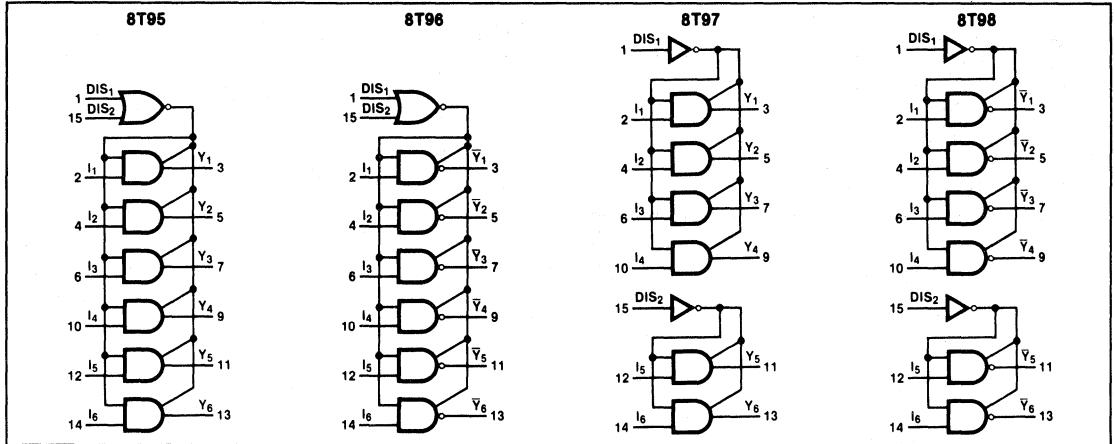 8T95
1 DIS₁
15 DIS₂
2 I₁ Y₁ 3
4 I₂ Y₂ 5
6 I₃ Y₃ 7
10 I₄ Y₄ 9
12 I₅ Y₅ 11
14 I₆ Y₆ 13
8T96
1 DIS₁
15 DIS₂
2 I₁ Y̅₁ 3
4 I₂ Y̅₂ 5
6 I₃ Y̅₃ 7
10 I₄ Y̅₄ 9
12 I₅ Y̅₅ 11
14 I₆ Y̅₆ 13
8T97
1 DIS₁
2 I₁ Y₁ 3
4 I₂ Y₂ 5
6 I₃ Y₃ 7
10 I₄ Y₄ 9
15 DIS₂
12 I₅ Y₅ 11
14 I₆ Y₆ 13
8T98
1 DIS₁
2 I₁ Y̅₁ 3
4 I₂ Y̅₂ 5
6 I₃ Y̅₃ 7
10 I₄ Y̅₄ 9
15 DIS₂
12 I₅ Y̅₅ 11
14 I₆ Y̅₆ 13